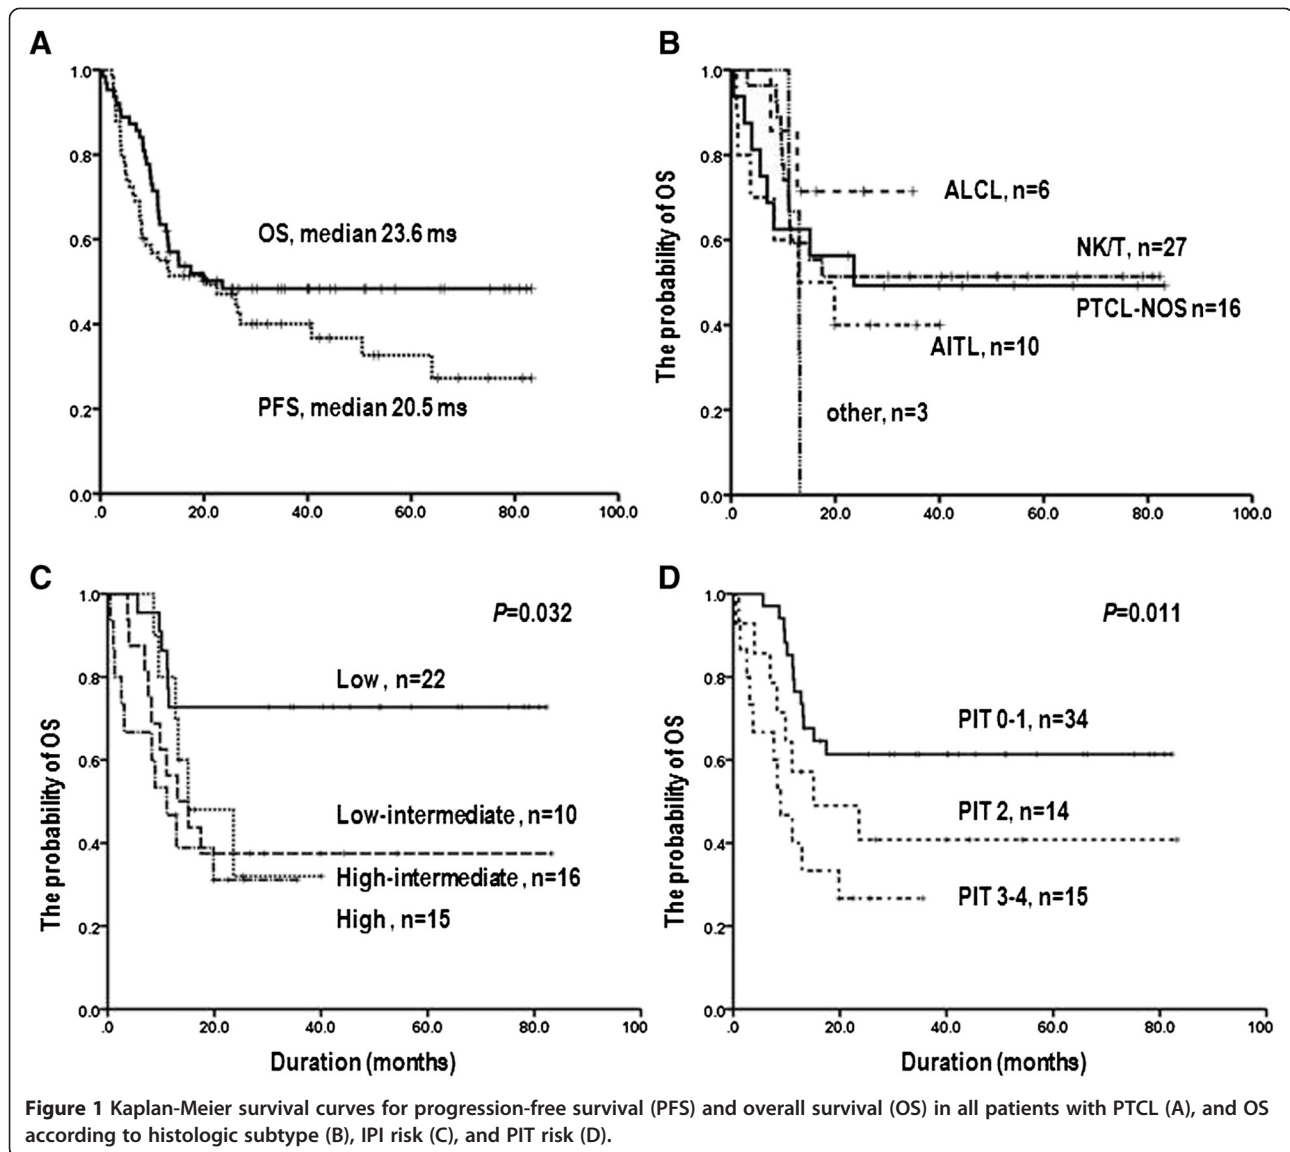 A
1.0
0.8
0.6
0.4
0.2
0.0
.0 20.0 40.0 60.0 80.0 100.0
OS, median 23.6 ms
PFS, median 20.5 ms
B
The probability of OS
1.0
0.8
0.6
0.4
0.2
0.0
.0 20.0 40.0 60.0 80.0 100.0
ALCL, n=6
NK/T, n=27
PTCL-NOS n=16
AITL, n=10
other, n=3
C
The probability of OS
1.0
0.8
0.6
0.4
0.2
0.0
.0 20.0 40.0 60.0 80.0 100
P=0.032
Low, n=22
Low-intermediate, n=10
High-intermediate, n=16
High, n=15
Duration (months)
D
The probability of OS
1.0
0.8
0.6
0.4
0.2
0.0
.0 20.0 40.0 60.0 80.0 100
P=0.011
PIT 0-1, n=34
PIT 2, n=14
PIT 3-4, n=15
Duration (months)
Figure 1 Kaplan-Meier survival curves for progression-free survival (PFS) and overall survival (OS) in all patients with PTCL (A), and OS
according to histologic subtype (B), IPI risk (C), and PIT risk (D).